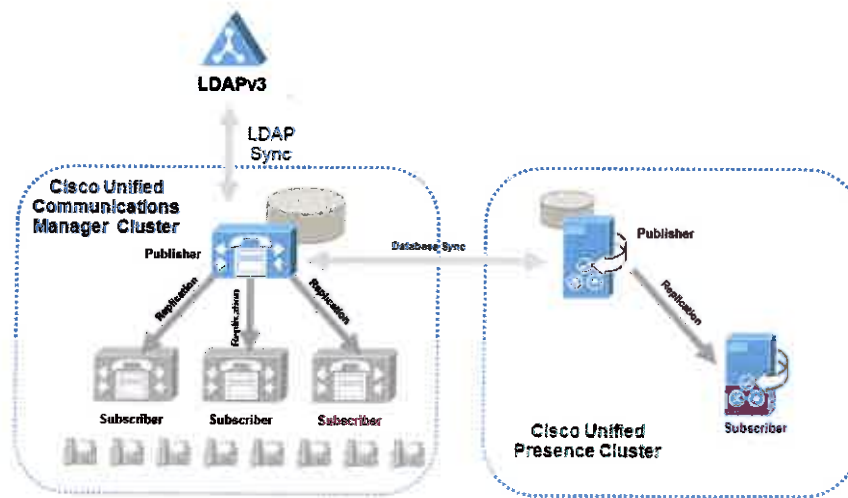 LDAPv3
LDAP
Sync
Cisco Unified
Communications
Manager Cluster
Publisher
Database Sync
Publisher
Replication
Replication
Replication
Replication
Subscriber
Subscriber
Subscriber
Subscriber
Cisco Unified
Presence Cluster